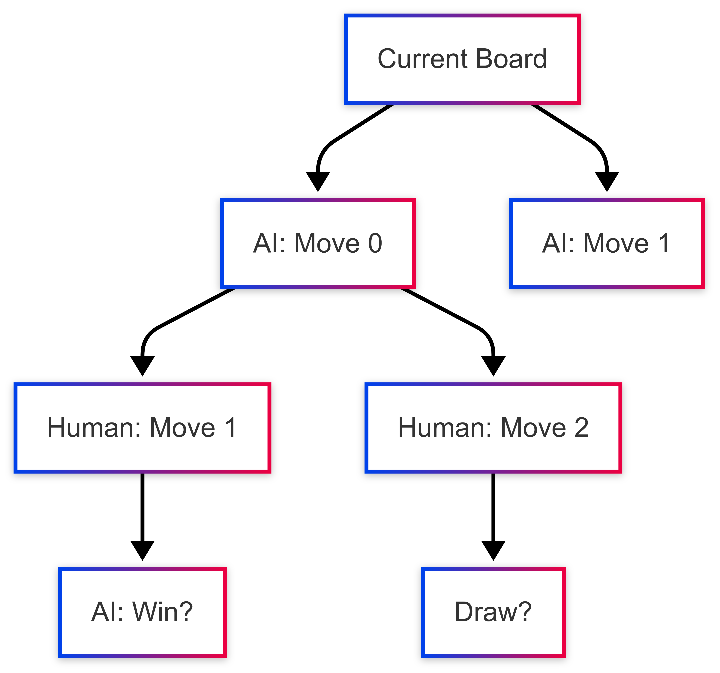 Current Board
AI: Move 0
AI: Move 1
Human: Move 1
Human: Move 2
AI: Win?
Draw?